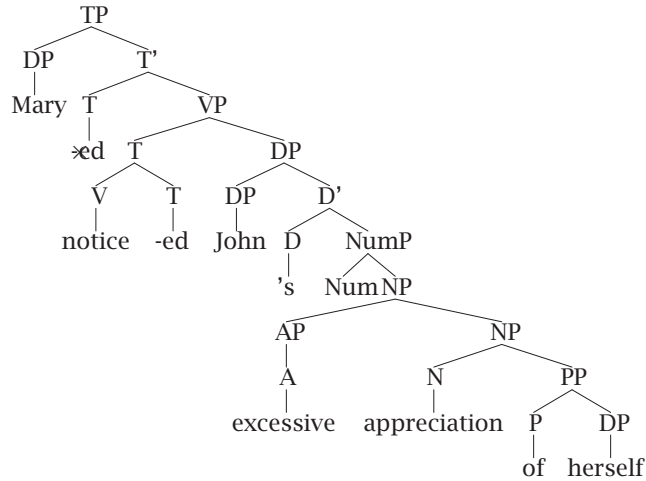 TP
DP T’
Mary T VP
-ed T DP
V T DP D’
notice -ed John D NumP
’s Num NP
AP NP
A N PP
excessive appreciation P DP
of herself